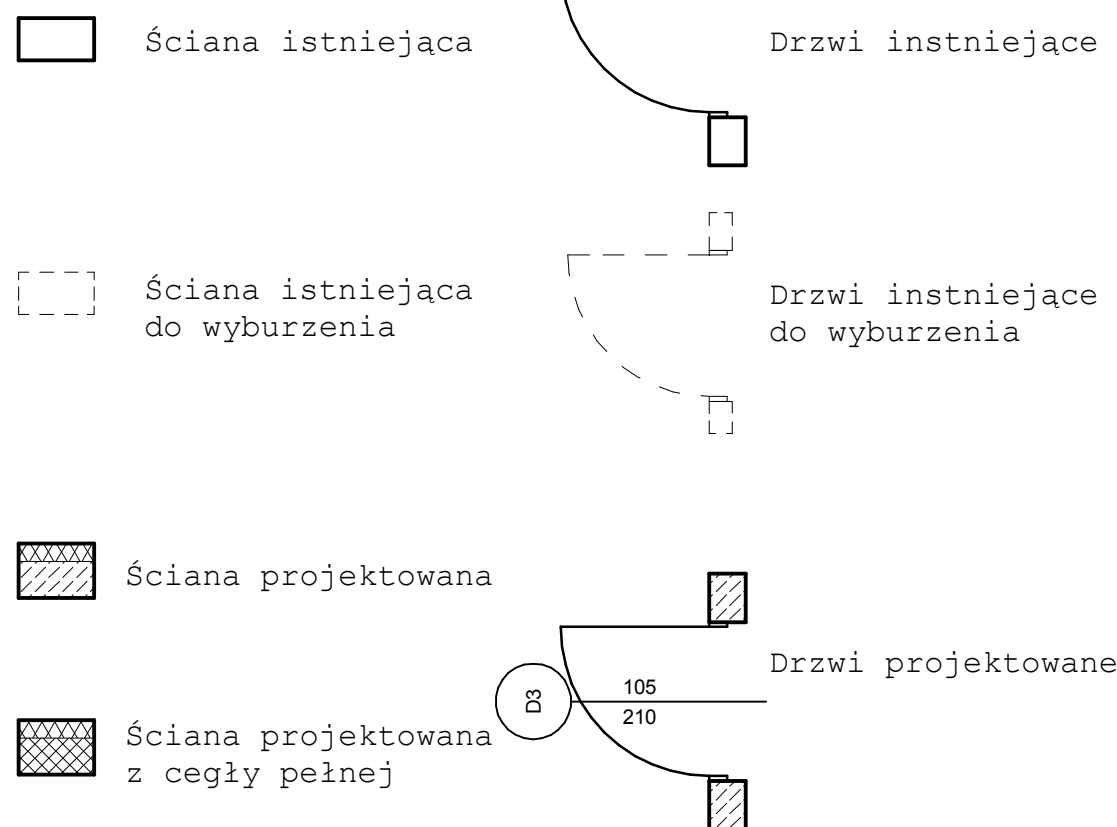 Ściana istniejąca
Drzwi instniejące
Ściana istniejąca
do wyburzenia
Drzwi instniejące
do wyburzenia
Ściana projektowana
Drzwi projektowane
D3
105
210
Ściana projektowana
z cegły pełnej